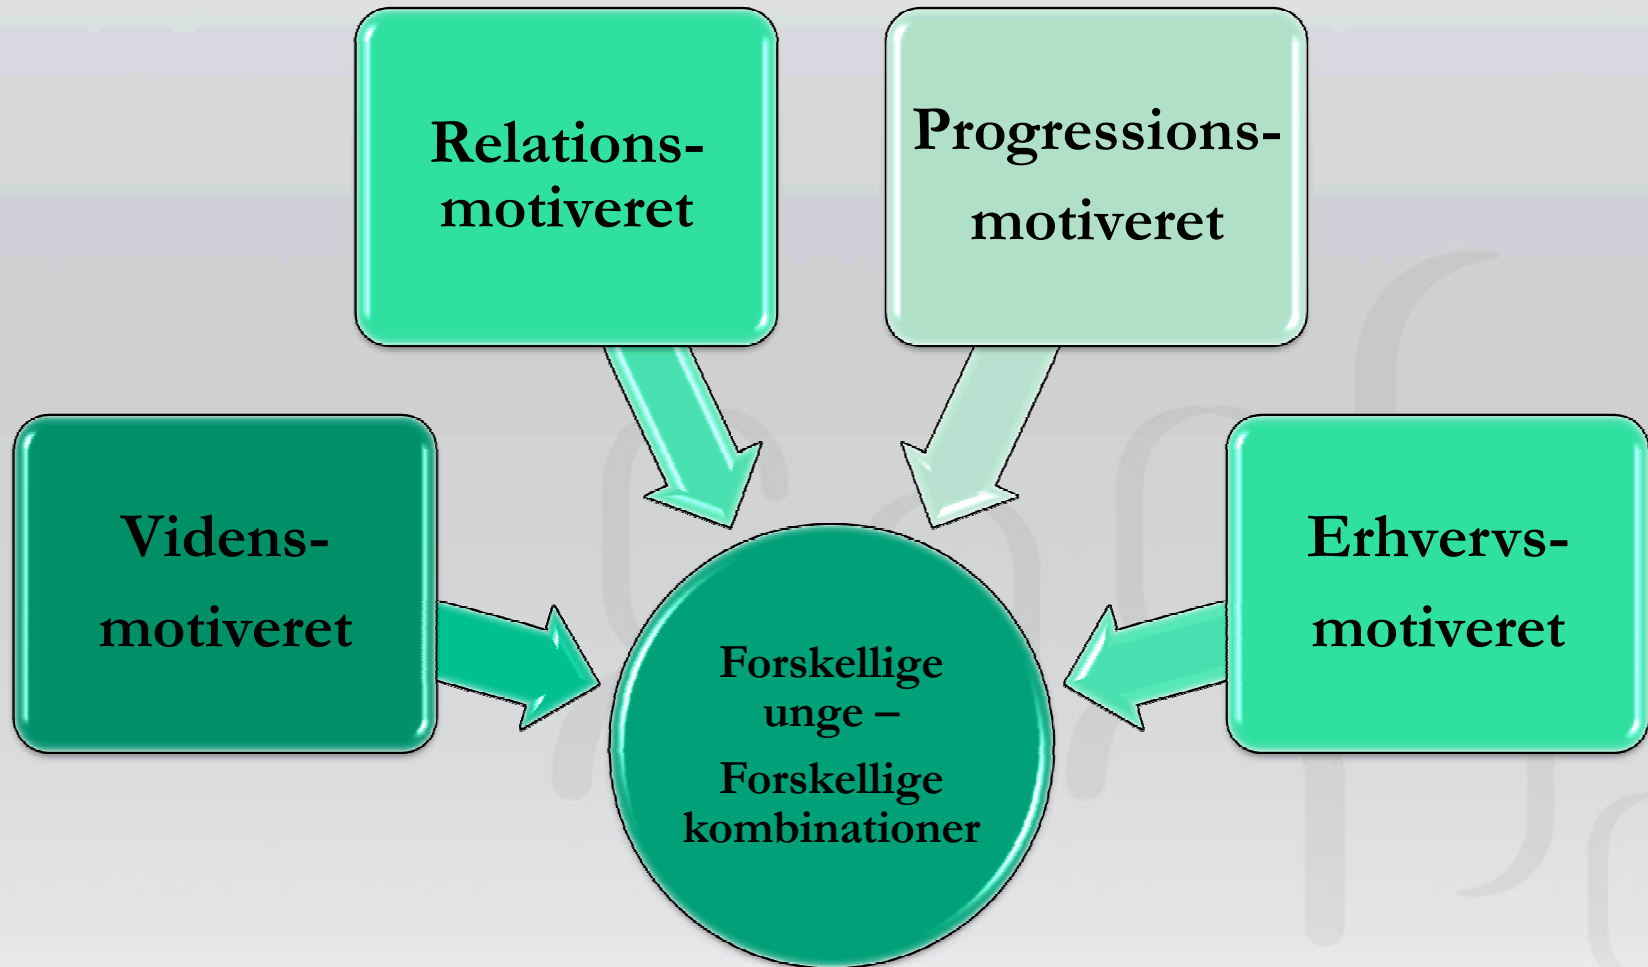 Relations-
motiveret
Progressions-
motiveret
Videns-
motiveret
Erhvervs-
motiveret
Forskellige
unge –
Forskellige
kombinationer